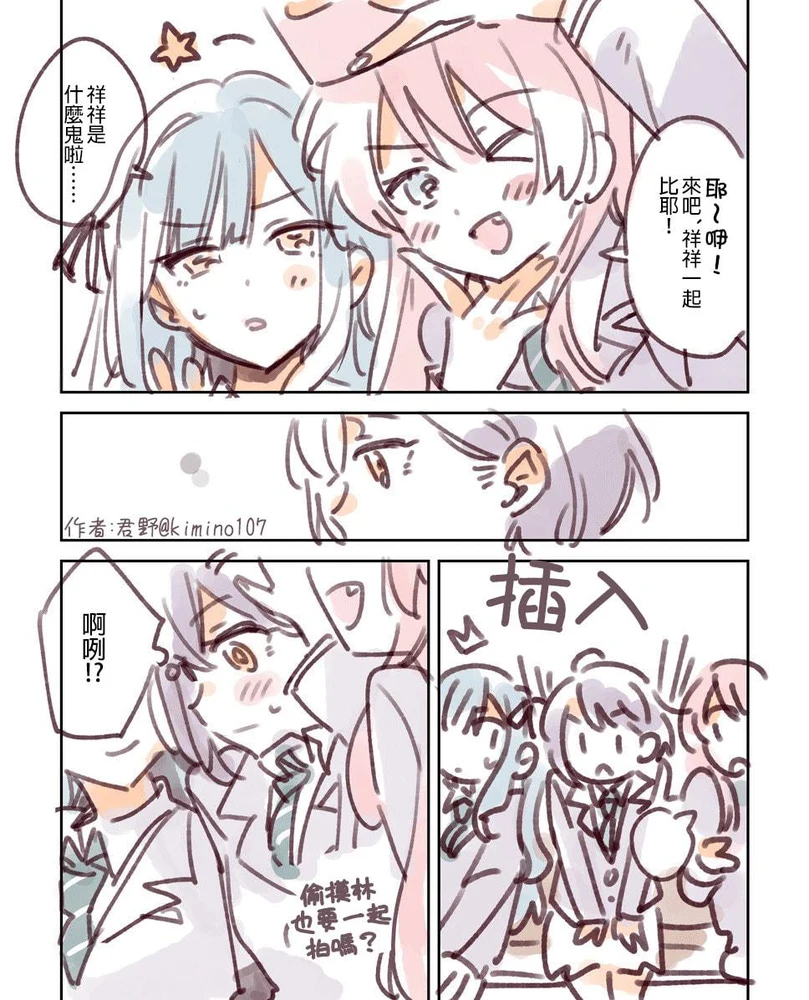 耶～咿！
來吧、祥祥一起
比耶！
祥祥是
什麼鬼啦……
作者:君野@kimino107
插入
啊咧!?
偷摸林
也要一起
拍嗎？